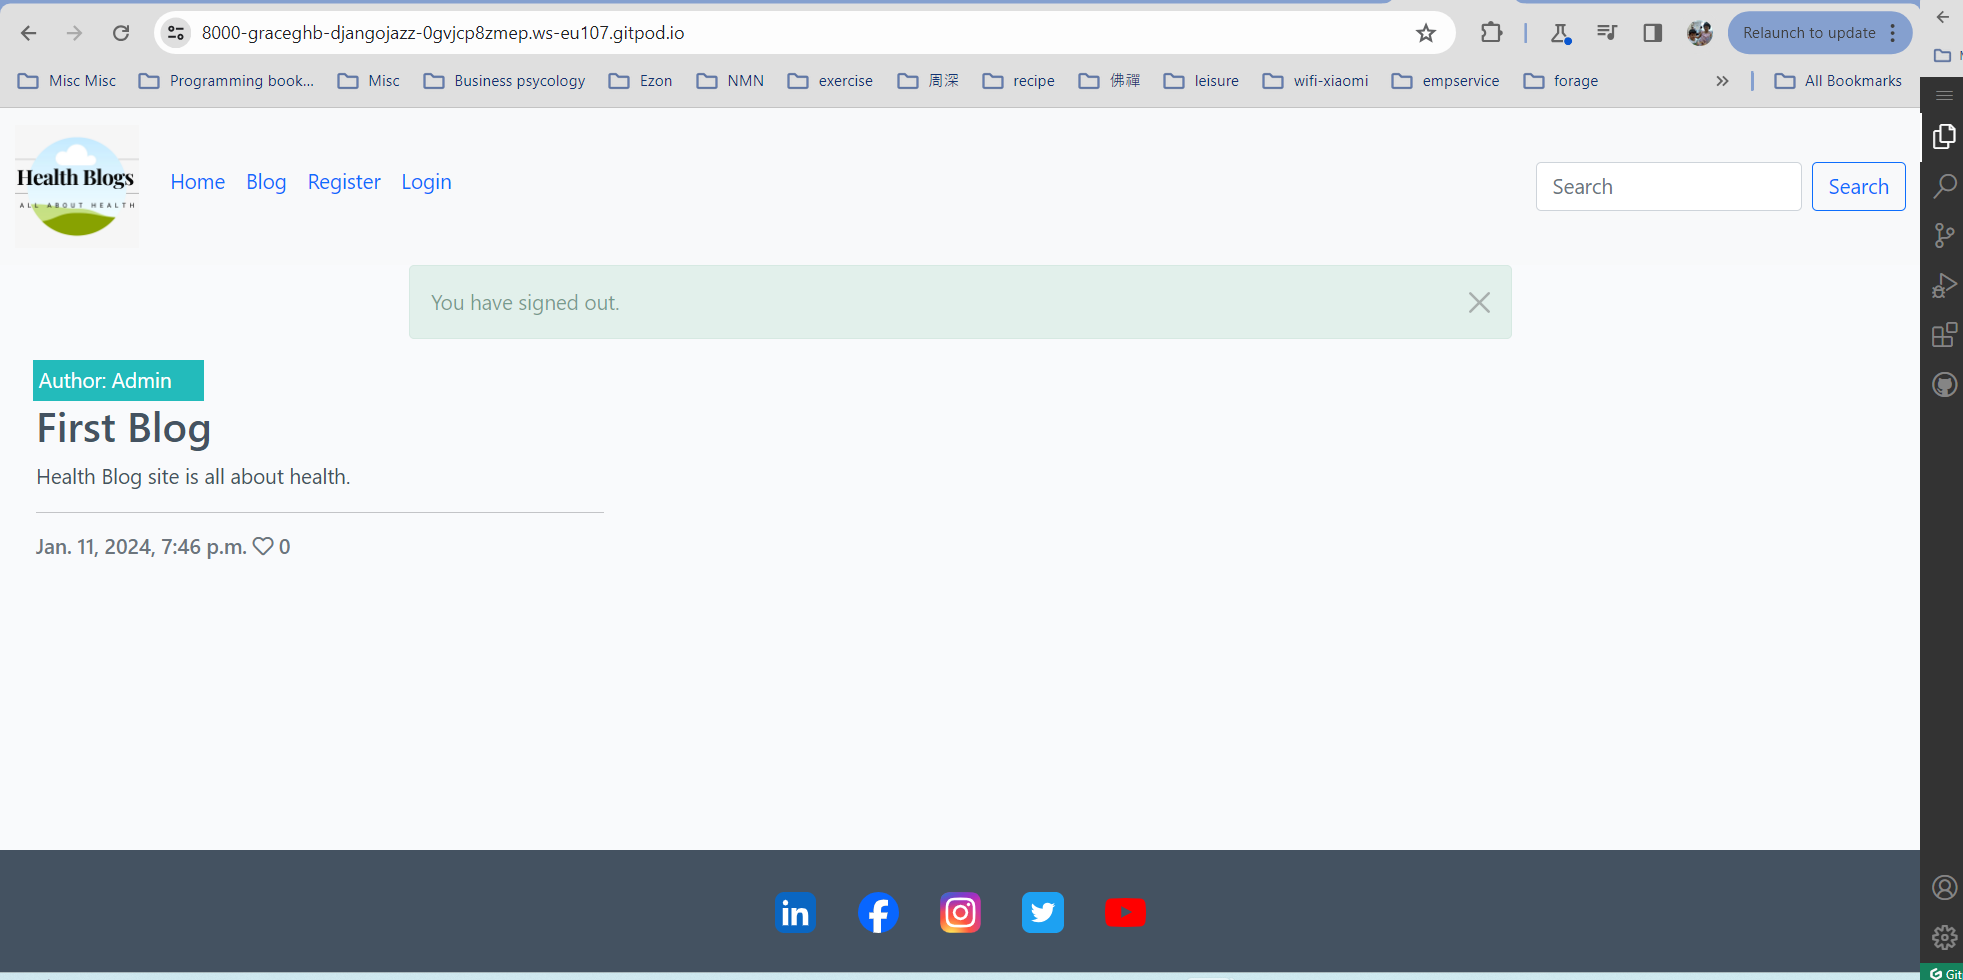 8000-graceghb-djangojazz-0gvjcp8zmep.ws-eu107.gitpod.io
Relaunch to update
Misc Misc
Programming book...
Misc
Business psycology
Ezon
NMN
exercise
周深
recipe
佛禪
leisure
wifi-xiaomi
empservice
forage
»
All Bookmarks
Health Blogs
ALL ABOUT HEALTH
Home
Blog
Register
Login
Search
Search
You have signed out.
Author: Admin
First Blog
Health Blog site is all about health.
Jan. 11, 2024, 7:46 p.m. 0
in
Git